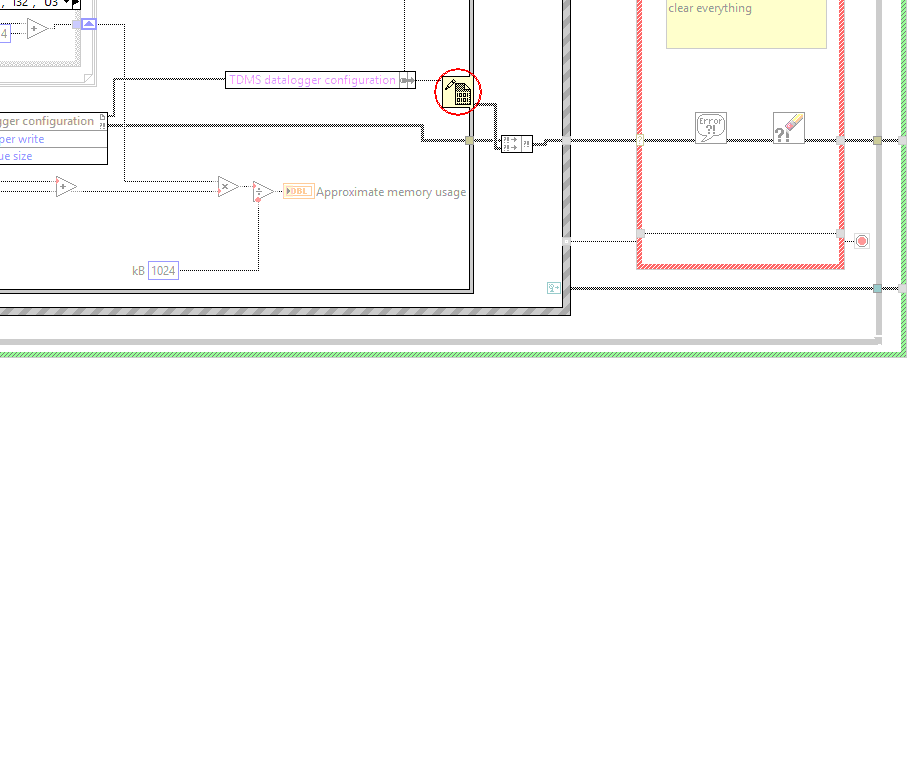 , I32 , U3
clear everything
4
TDMS datalogger configuration
gger configuration
per write
ue size
Error
?!
?!
?!
?!
DBL
Approximate memory usage
kB 1024